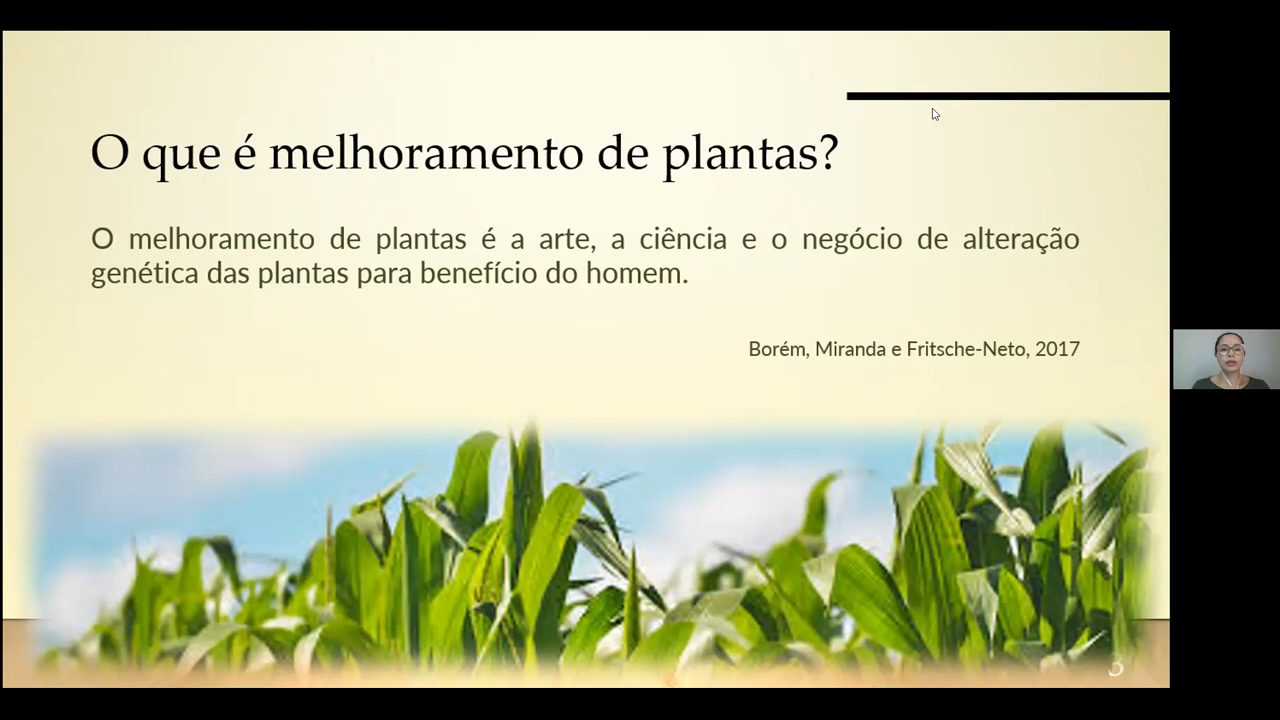 O que é melhoramento de plantas?
O melhoramento de plantas é a arte, a ciência e o negócio de alteração
genética das plantas para benefício do homem.
Borém, Miranda e Fritsche-Neto, 2017
3